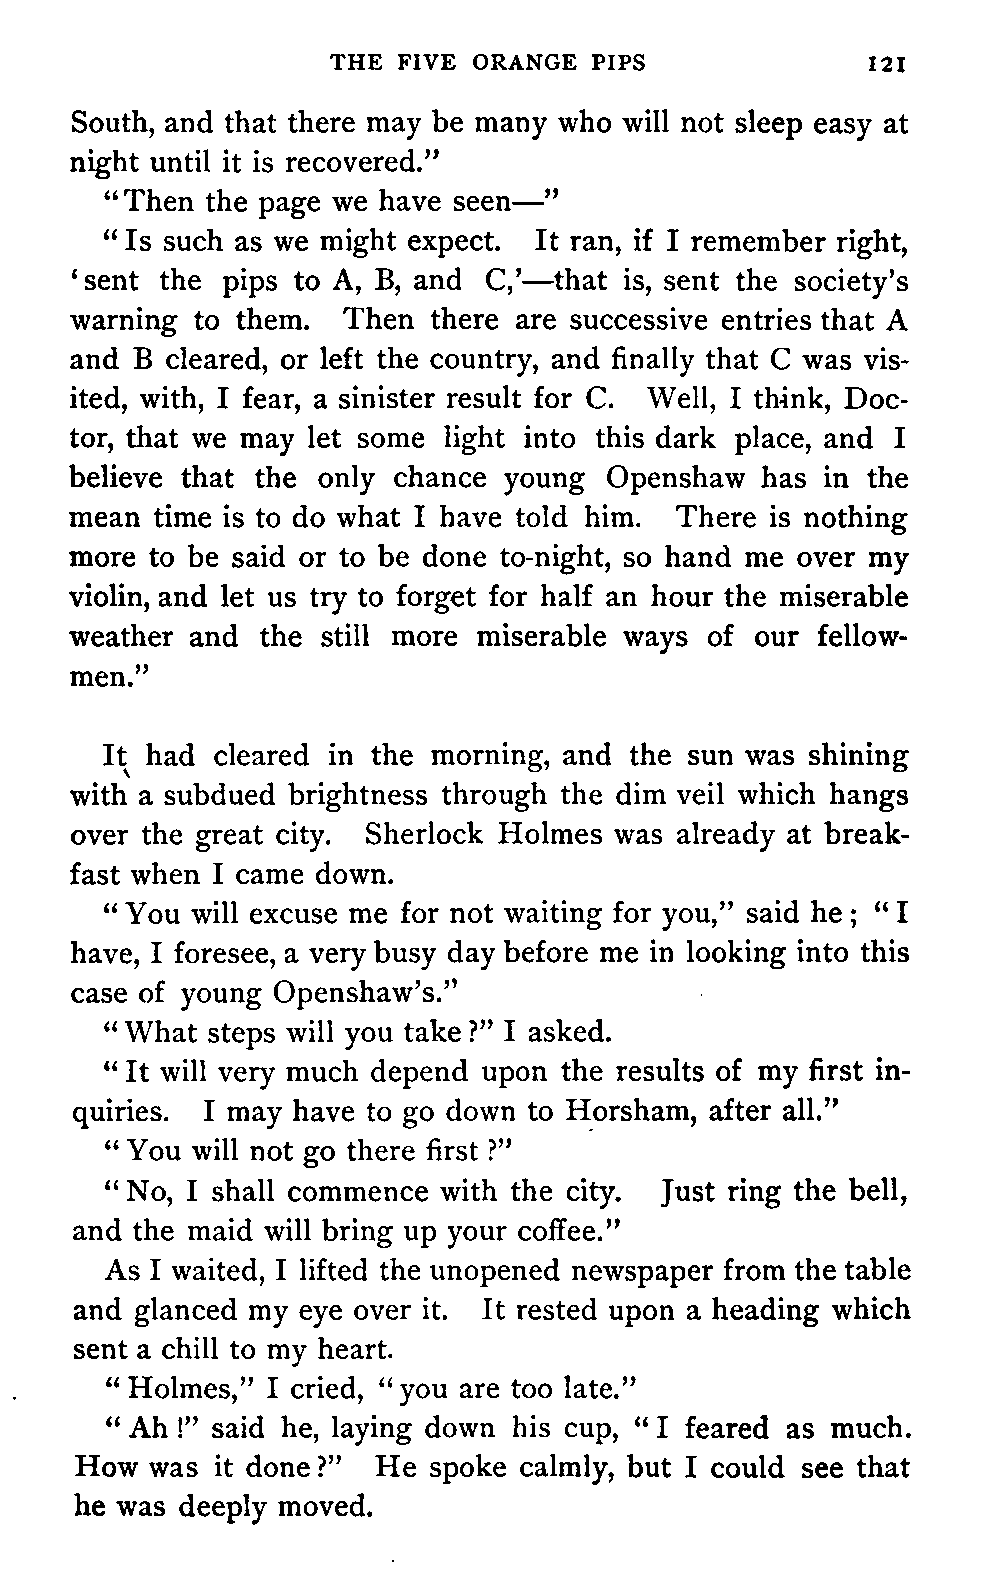 THE FIVE ORANGE PIPS 121
South, and that there may be many who will not sleep easy at
night until it is recovered."
"Then the page we have seen—"
"Is such as we might expect. It ran, if I remember right,
'sent the pips to A, B, and C,'—that is, sent the society's
warning to them. Then there are successive entries that A
and B cleared, or left the country, and finally that C was vis-
ited, with, I fear, a sinister result for C. Well, I think, Doc-
tor, that we may let some light into this dark place, and I
believe that the only chance young Openshaw has in the
mean time is to do what I have told him. There is nothing
more to be said or to be done to-night, so hand me over my
violin, and let us try to forget for half an hour the miserable
weather and the still more miserable ways of our fellow-
men."
It had cleared in the morning, and the sun was shining
with a subdued brightness through the dim veil which hangs
over the great city. Sherlock Holmes was already at break-
fast when I came down.
"You will excuse me for not waiting for you," said he; "I
have, I foresee, a very busy day before me in looking into this
case of young Openshaw's."
"What steps will you take?" I asked.
"It will very much depend upon the results of my first in-
quiries. I may have to go down to Horsham, after all."
"You will not go there first?"
"No, I shall commence with the city. Just ring the bell,
and the maid will bring up your coffee."
As I waited, I lifted the unopened newspaper from the table
and glanced my eye over it. It rested upon a heading which
sent a chill to my heart.
"Holmes," I cried, "you are too late."
"Ah!" said he, laying down his cup, "I feared as much.
How was it done?" He spoke calmly, but I could see that
he was deeply moved.